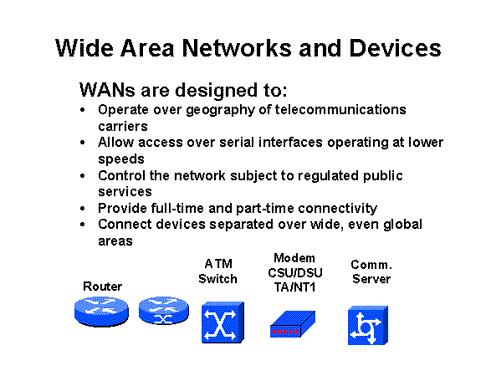 Wide Area Networks and Devices
WANs are designed to:
• Operate over geography of telecommunications
carriers
• Allow access over serial interfaces operating at lower
speeds
• Control the network subject to regulated public
services
• Provide full-time and part-time connectivity
• Connect devices separated over wide, even global
areas
Router
ATM
Switch
Modem
CSU/DSU
TA/NT1
Comm.
Server